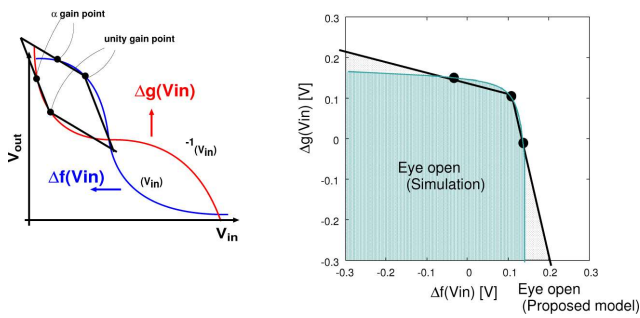 α gain point
unity gain point
Δg(Vin)
-1(Vin)
Δf(Vin)
(Vin)
Vout
Vin
Δg(Vin) [V]
0.3
0.2
0.1
0
-0.1
-0.2
-0.3
Eye open
(Simulation)
-0.3 -0.2 -0.1 0 0.1 0.2 0.3
Δf(Vin) [V]
Eye open
(Proposed model)